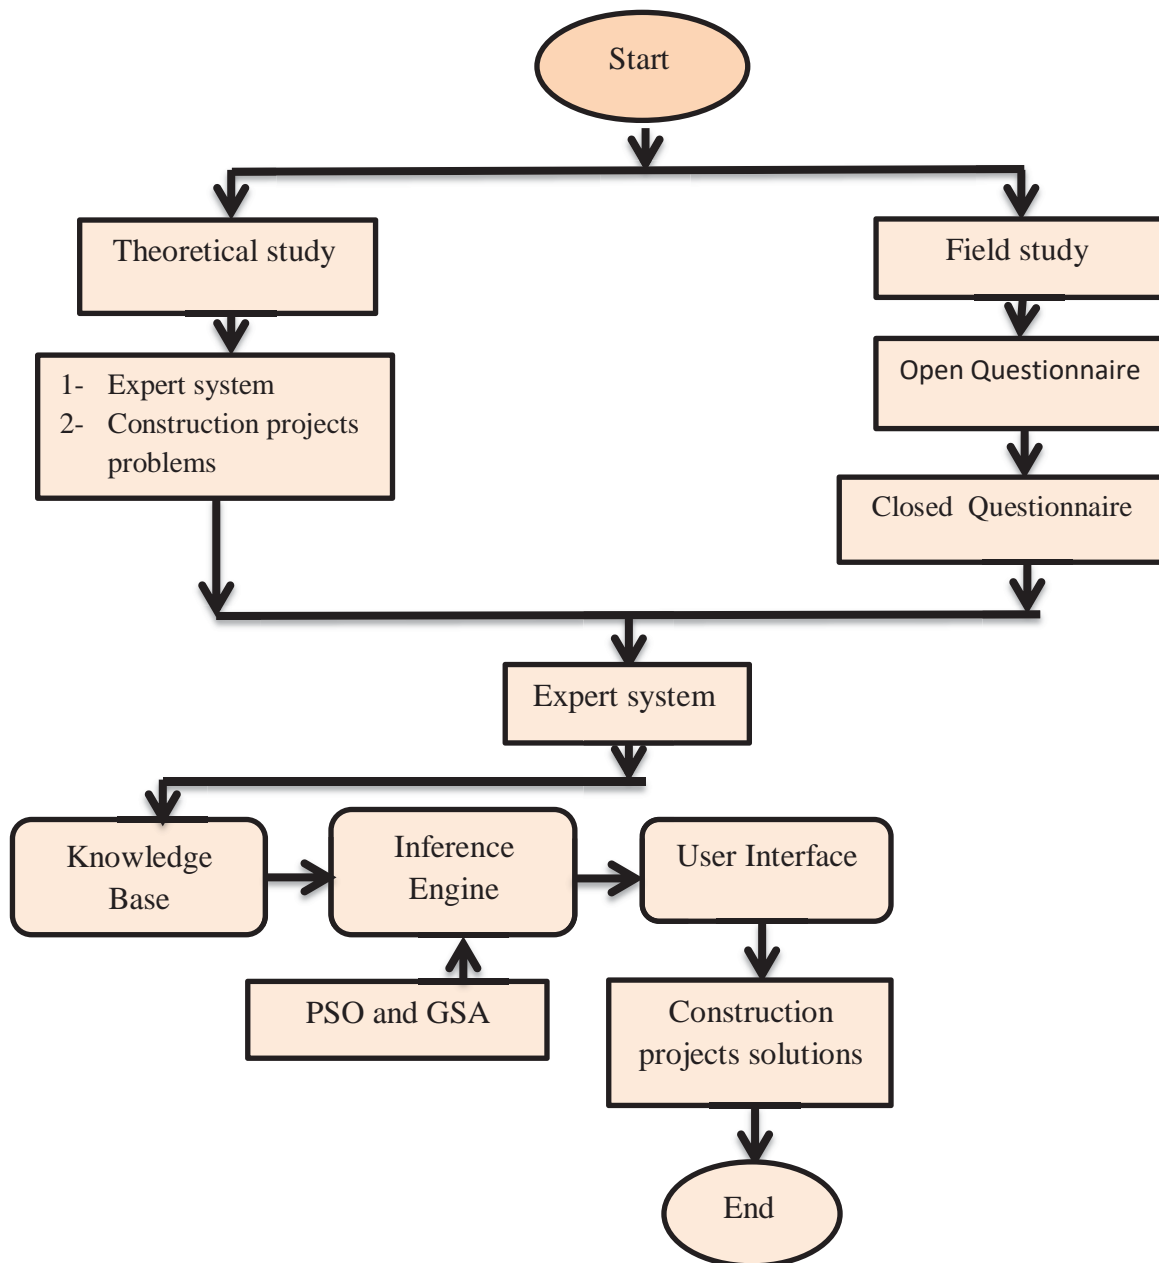 Start
Theoretical study
Field study
1- Expert system
2- Construction projects
problems
Open Questionnaire
Closed Questionnaire
Expert system
Knowledge
Base
Inference
Engine
User Interface
PSO and GSA
Construction
projects solutions
End